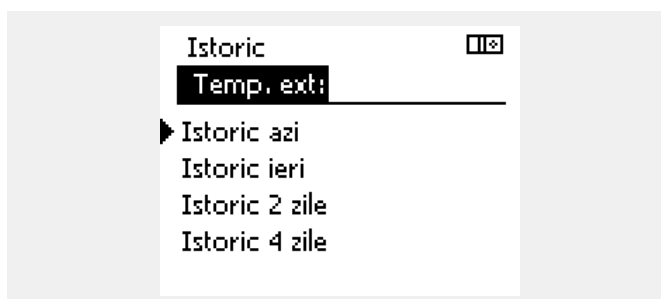 Istoric
Temp. ext:
Istoric azi
Istoric ieri
Istoric 2 zile
Istoric 4 zile